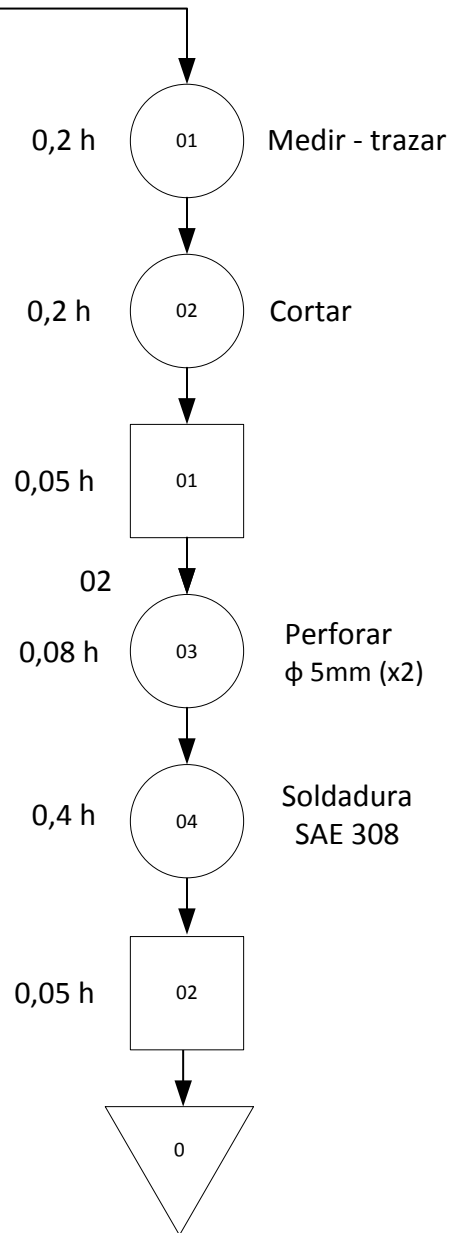 0,2 h
01
Medir - trazar
0,2 h
02
Cortar
0,05 h
01
02
0,08 h
03
Perforar
ϕ 5mm (x2)
0,4 h
04
Soldadura
SAE 308
0,05 h
02
0